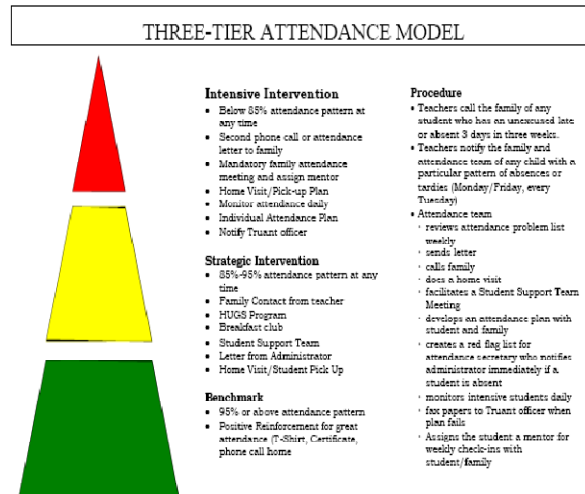 THREE-TIER ATTENDANCE MODEL
Intensive Intervention
• Below 85% attendance pattern at
any time
• Second phone call or attendance
letter to family
• Mandatory family attendance
meeting and assign mentor
• Home Visit/Pick-up Plan
• Monitor attendance daily
• Individual Attendance Plan
• Notify Truant officer
Strategic Intervention
• 85%-95% attendance pattern at any
time
• Family Contact from teacher
• HUGS Program
• Breakfast club
• Student Support Team
• Letter from Administrator
• Home Visit/Student Pick Up
Benchmark
• 95% or above attendance pattern
• Positive Reinforcement for great
attendance (T-Shirt, Certificate,
phone call home
Procedure
• Teachers call the family of any
student who has an unexcused late
or absent 3 days in three weeks.
• Teachers notify the family and
attendance team of any child with a
particular pattern of absences or
tardies (Monday/Friday, every
Tuesday)
• Attendance team
• reviews attendance problem list
weekly
• sends letter
• calls family
• does a home visit
• facilitates a Student Support Team
Meeting
• develops an attendance plan with
student and family
• creates a red flag list for
attendance secretary who notifies
administrator immediately if a
student is absent
• monitors intensive students daily
• fax papers to Truant officer when
plan fails
• Assigns the student a mentor for
weekly check-ins with
student/family